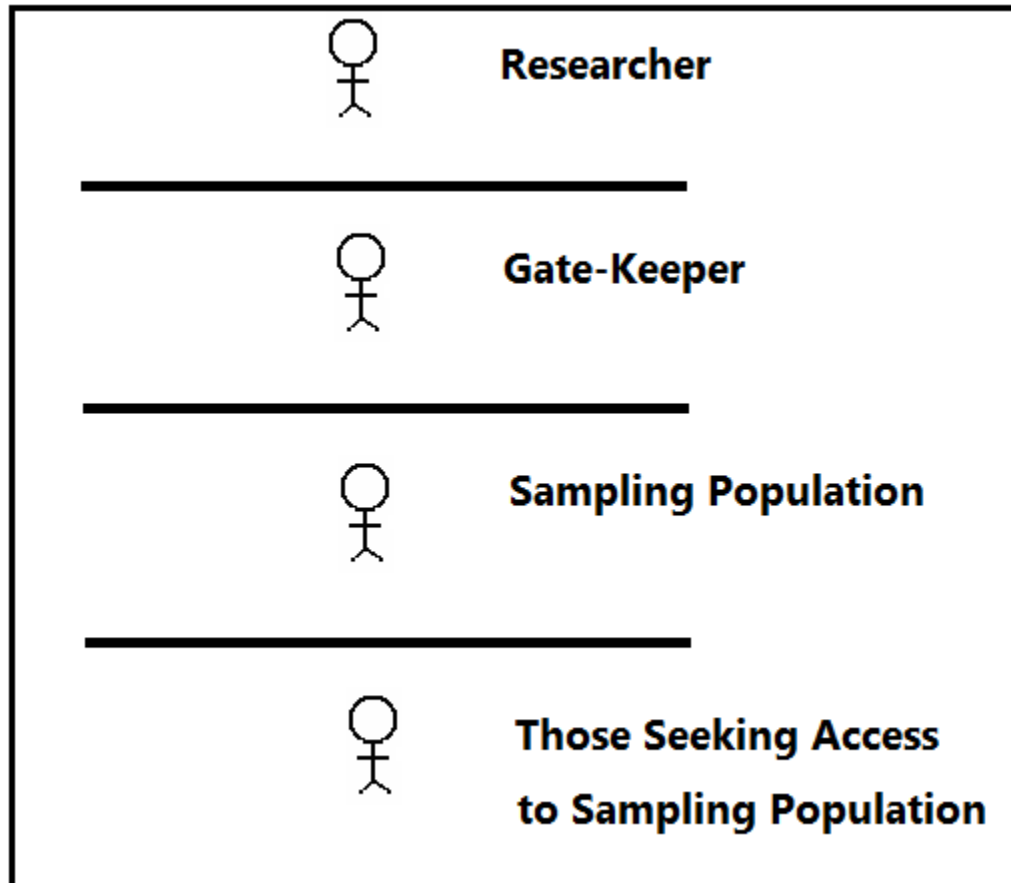 Researcher
Gate-Keeper
Sampling Population
Those Seeking Access
to Sampling Population